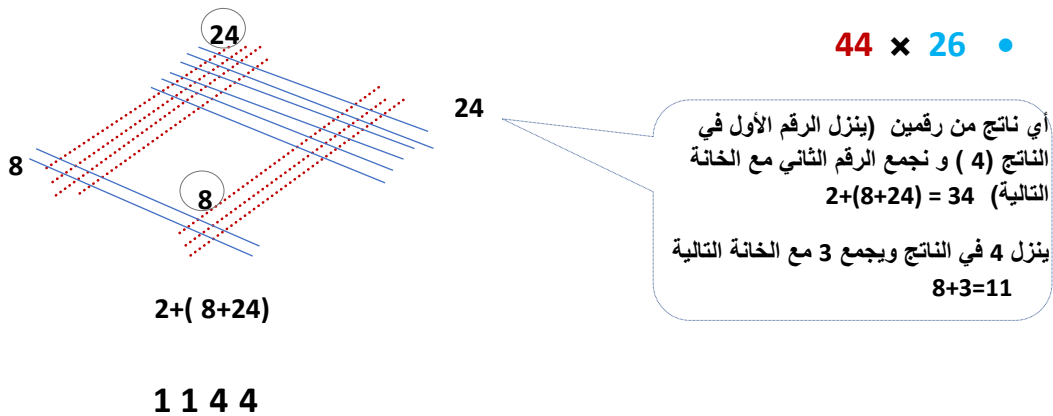 • 26 × 44
24
24
8
8
أي ناتج من رقمين (ينزل الرقم الأول في
الناتج (4 ) و نجمع الرقم الثاني مع الخانة
التالية) 34 = (24+8)+2
ينزل 4 في الناتج ويجمع 3 مع الخانة التالية
8+3=11
2+( 8+24)
1 1 4 4